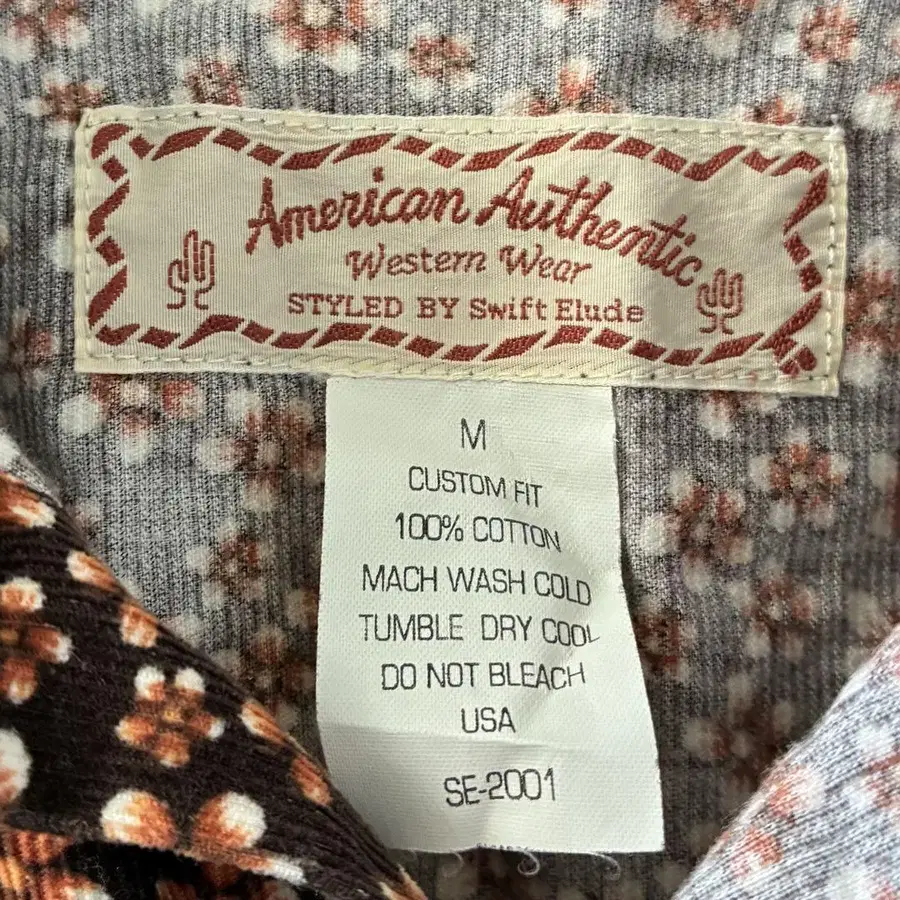 American Authentic
Western Wear
STYLED BY Swift Elude
M
CUSTOM FIT
100% COTTON
MACH WASH COLD
TUMBLE DRY COOL
DO NOT BLEACH
USA
SE-2001